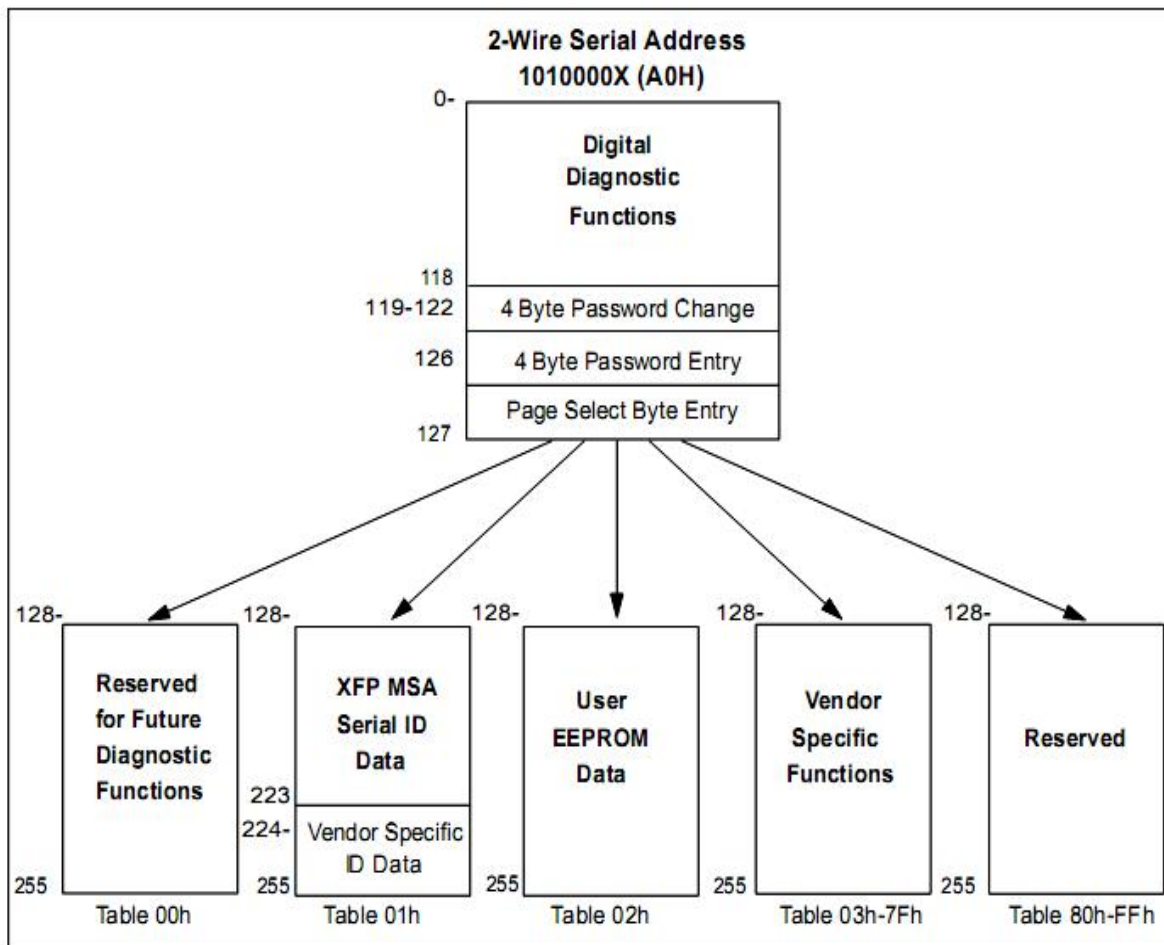 2-Wire Serial Address
1010000X (A0H)
0-
Digital
Diagnostic
Functions
118
119-122 4 Byte Password Change
126 4 Byte Password Entry
Page Select Byte Entry
127
128- 128- 128- 128- 128-
Reserved
for Future
Diagnostic
Functions
XFP MSA
Serial ID
Data
223
224- Vendor Specific
ID Data
User
EEPROM
Data
Vendor
Specific
Functions
Reserved
255 255 255 255 255
Table 00h Table 01h Table 02h Table 03h-7Fh Table 80h-FFh